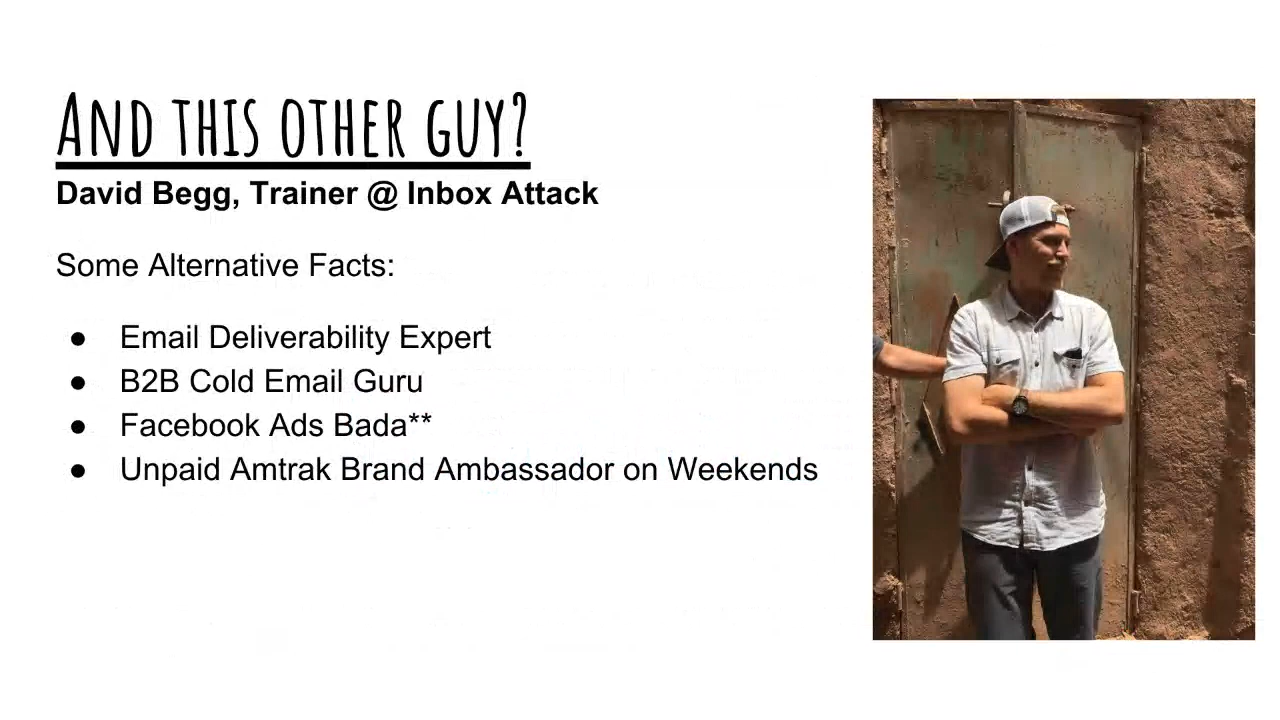 And this other guy?
David Begg, Trainer @ Inbox Attack
Some Alternative Facts:
● Email Deliverability Expert
● B2B Cold Email Guru
● Facebook Ads Bada**
● Unpaid Amtrak Brand Ambassador on Weekends